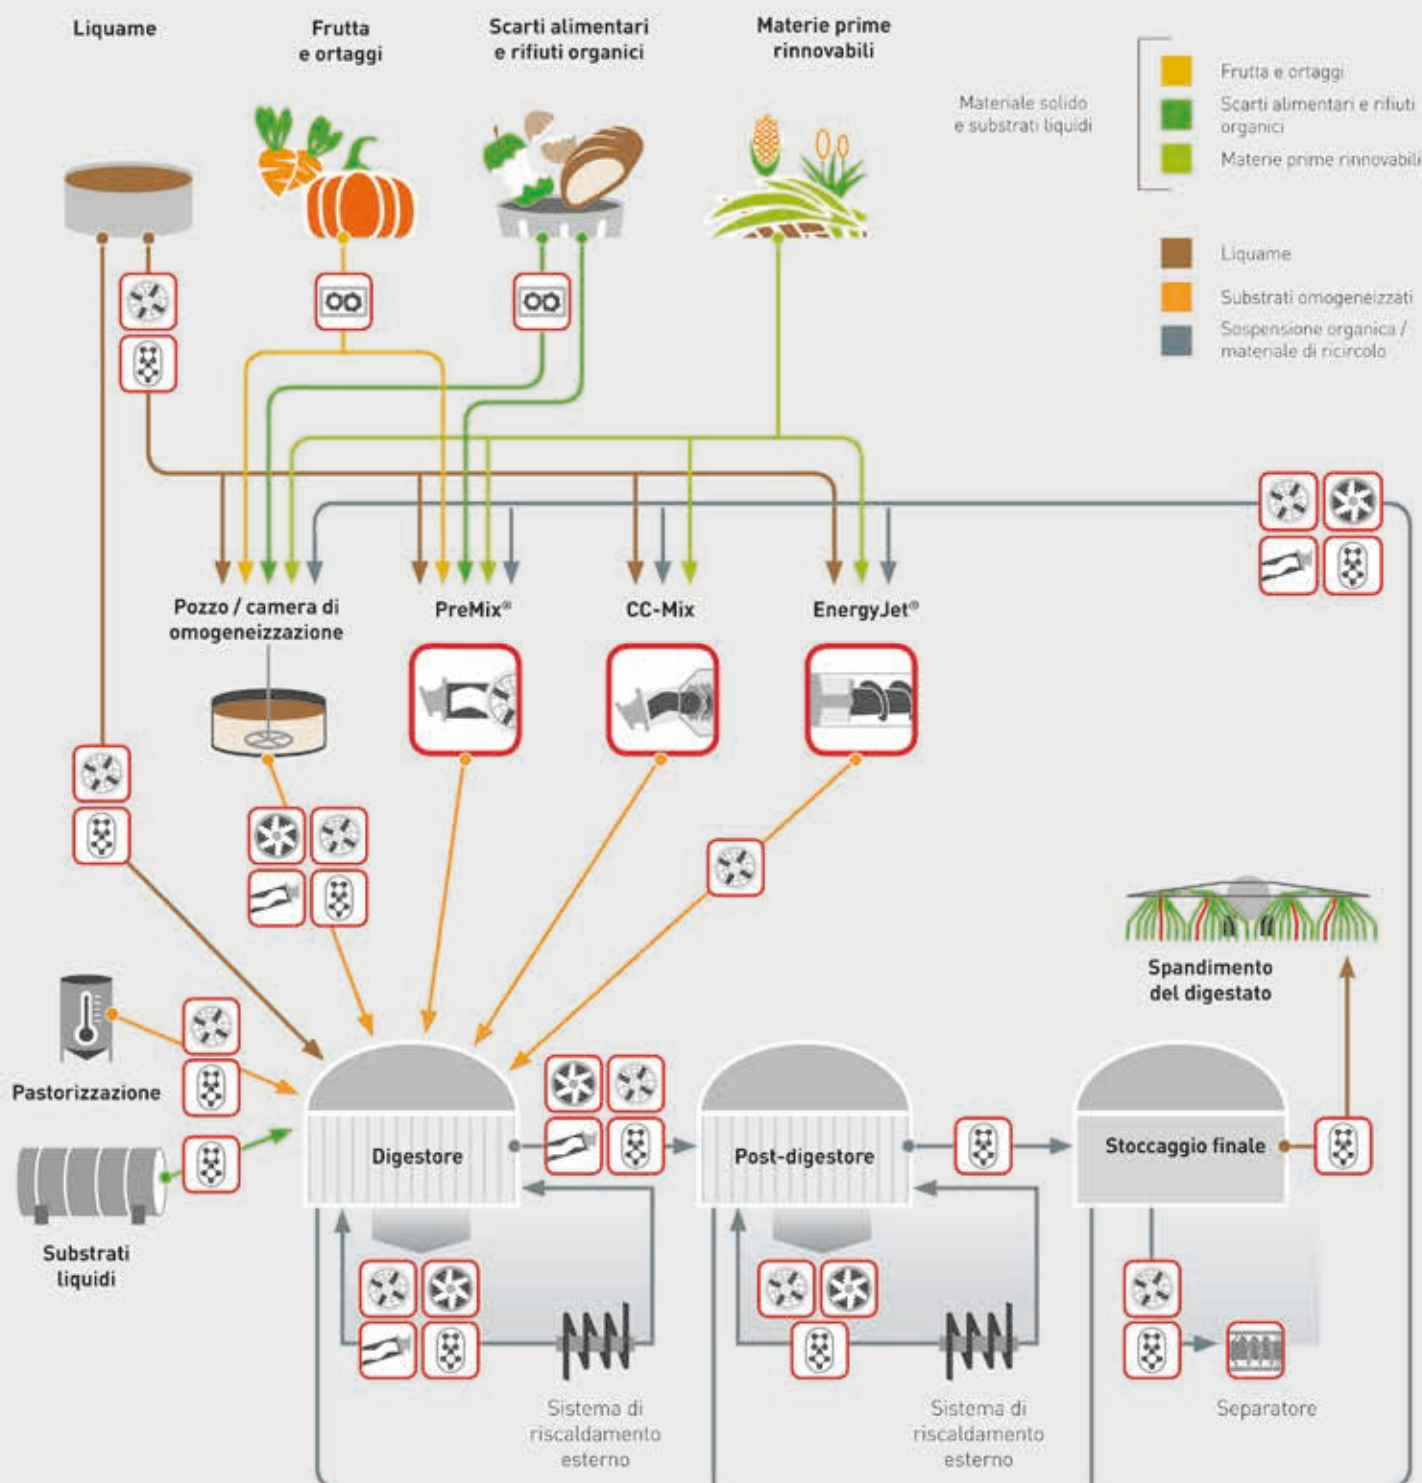 Liquame
Frutta
e ortaggi
Scarti alimentari
e rifiuti organici
Materie prime
rinnovabili
Materiale solido
e substrati liquidi
Frutta e ortaggi
Scarti alimentari e rifiuti
organici
Materie prime rinnovabili
Liquame
Substrati omogeneizzati
Sospensione organica /
materiale di ricircolo
Pozzo / camera di
omogeneizzazione
PreMix®
CC-Mix
EnergyJet®
Spandimento
del digestato
Pastorizzazione
Digestore
Post-digestore
Stoccaggio finale
Substrati
liquidi
Sistema di
riscaldamento
esterno
Sistema di
riscaldamento
esterno
Separatore